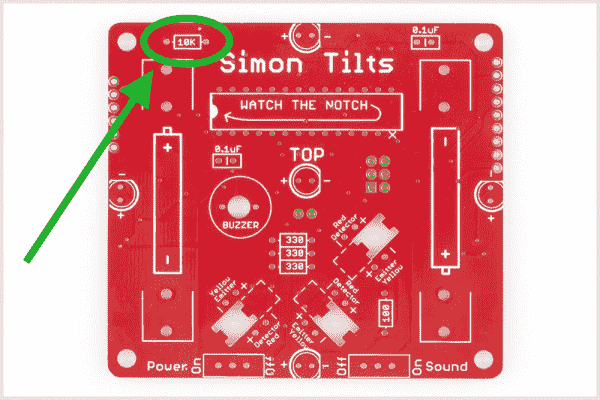 10K
0.1uF
Simon Tilts
WATCH THE NOTCH
0.1uF
TOP
+ -
BUZZER
330
330
330
Red
Detector
Emitter
Yellow
Yellow
Emitter
Detector
Red
Red
Detector
Emitter
Yellow
100
Power
On
Off
Off
On
Sound